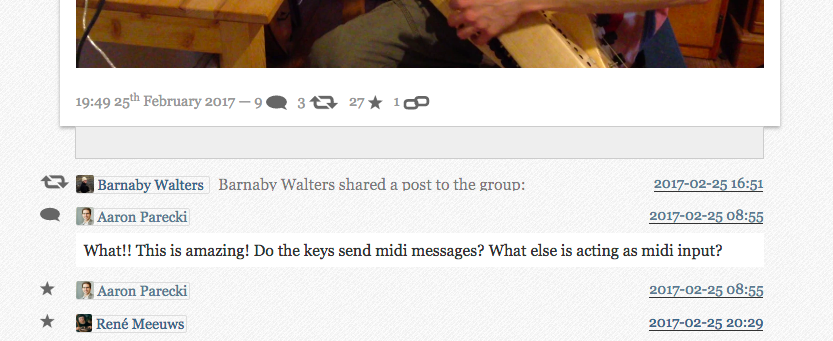 19:49 25th February 2017 — 9 3 27 1
Barnaby Walters Barnaby Walters shared a post to the group: 2017-02-25 16:51
Aaron Parecki 2017-02-25 08:55
What!! This is amazing! Do the keys send midi messages? What else is acting as midi input?
Aaron Parecki 2017-02-25 08:55
René Meeuws 2017-02-25 20:29